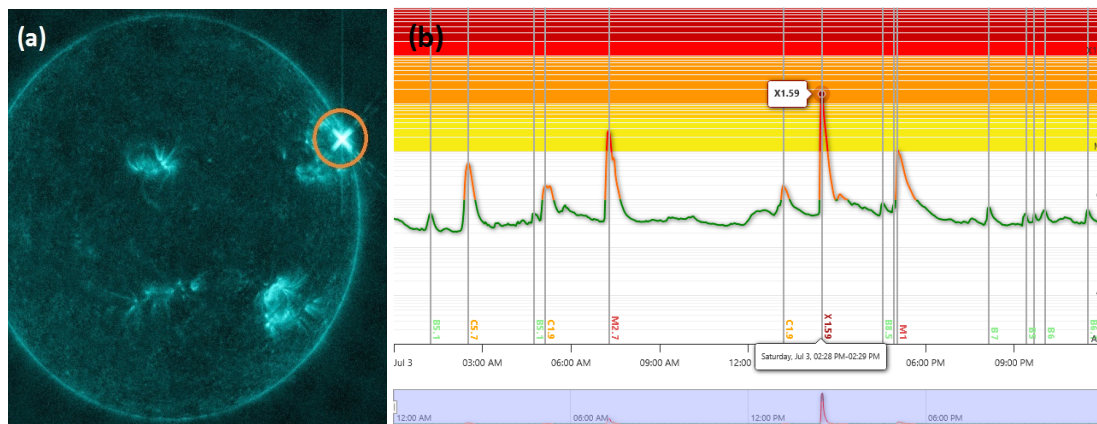 (a)
(b)
X1.59
B5.1
C5.7
B5.1
C1.9
M2.7
C1.9
X 1.59
B8.5
M1
B 7
B 6
B6
Jul 3
03:00 AM
06:00 AM
09:00 AM
12:00
06:00 PM
09:00 PM
Saturday, Jul 3, 02:28 PM-02:29 PM
12:00 AM
06:00 AM
12:00 PM
06:00 PM